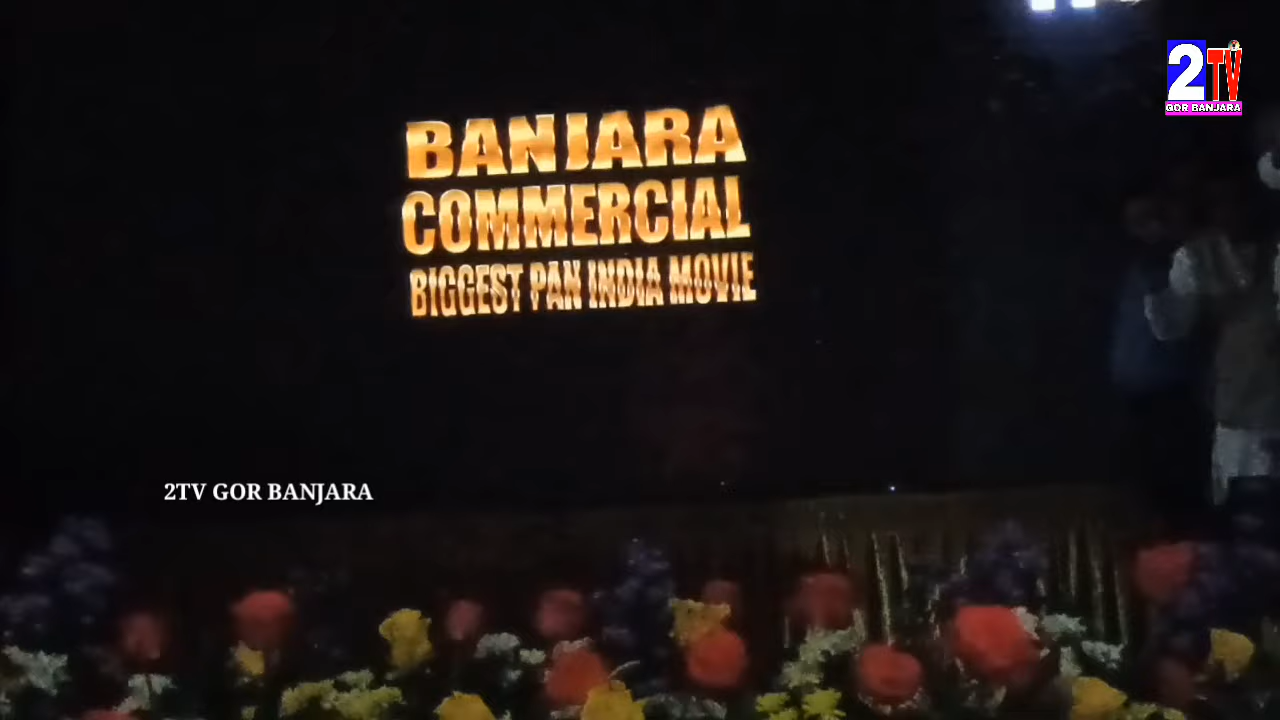 2TV
GOR BANJARA
BANJARA
COMMERCIAL
BIGGEST PAN INDIA MOVIE
2TV GOR BANJARA